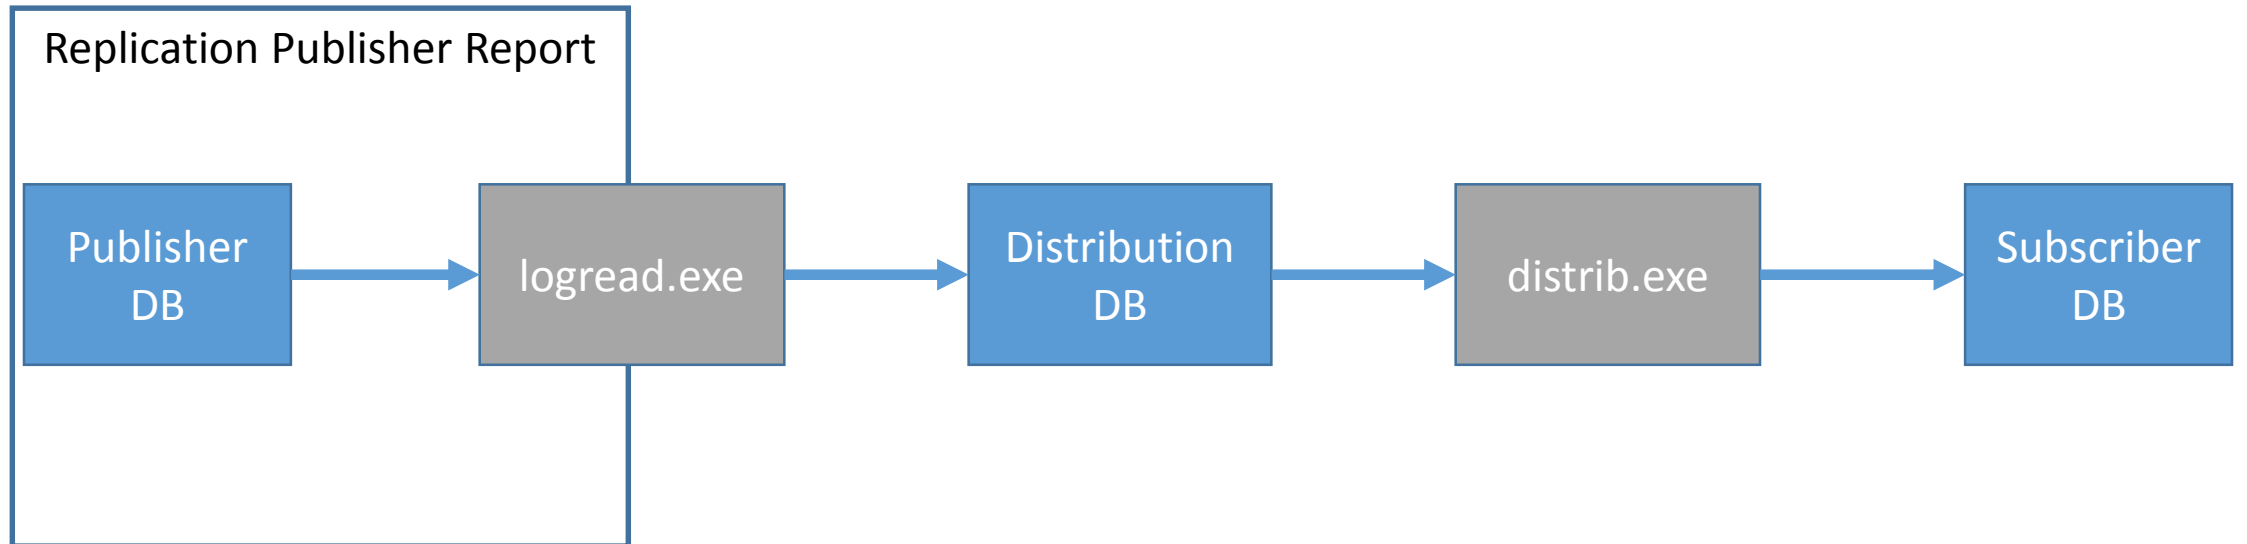 Replication Publisher Report
Publisher
DB
logread.exe
Distribution
DB
distrib.exe
Subscriber
DB